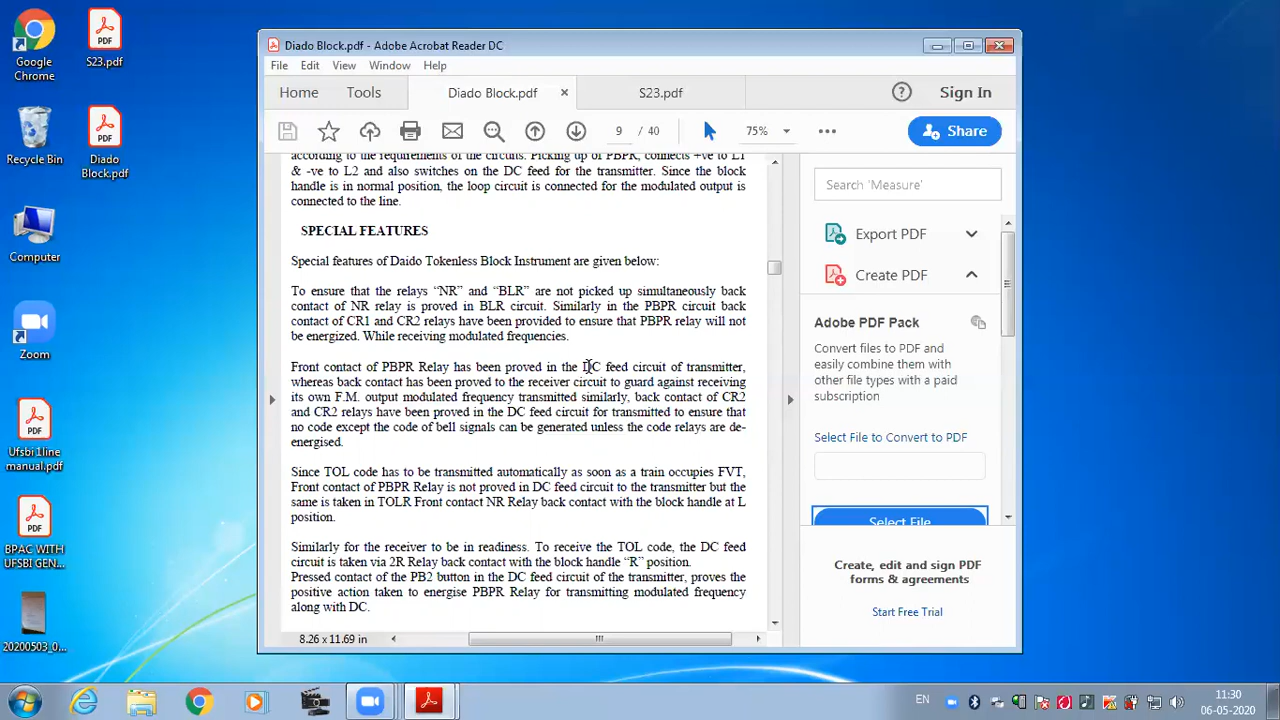 Google
Chrome
S23.pdf
Recycle Bin
Diado
Block.pdf
Computer
Zoom
Ufsbi 1line
manual.pdf
BPAC WITH
UFSBI GEN...
20200503_0...
Diado Block.pdf - Adobe Acrobat Reader DC
File Edit View Window Help
Home Tools Diado Block.pdf S23.pdf Sign In
9 / 40 75% Share
according to the requirements of the circuits. Picking up of PBPR, connects +ve to L1
& -ve to L2 and also switches on the DC feed for the transmitter. Since the block
handle is in normal position, the loop circuit is connected for the modulated output is
connected to the line.
SPECIAL FEATURES
Special features of Daido Tokenless Block Instrument are given below:
To ensure that the relays “NR” and “BLR” are not picked up simultaneously back
contact of NR relay is proved in BLR circuit. Similarly in the PBPR circuit back
contact of CR1 and CR2 relays have been provided to ensure that PBPR relay will not
be energized. While receiving modulated frequencies.
Front contact of PBPR Relay has been proved in the DC feed circuit of transmitter,
whereas back contact has been proved to the receiver circuit to guard against receiving
its own F.M. output modulated frequency transmitted similarly, back contact of CR2
and CR2 relays have been proved in the DC feed circuit for transmitted to ensure that
no code except the code of bell signals can be generated unless the code relays are de-
energised.
Since TOL code has to be transmitted automatically as soon as a train occupies FVT,
Front contact of PBPR Relay is not proved in DC feed circuit to the transmitter but the
same is taken in TOLR Front contact NR Relay back contact with the block handle at L
position.
Similarly for the receiver to be in readiness. To receive the TOL code, the DC feed
circuit is taken via 2R Relay back contact with the block handle “R” position.
Pressed contact of the PB2 button in the DC feed circuit of the transmitter, proves the
positive action taken to energise PBPR Relay for transmitting modulated frequency
along with DC.
8.26 x 11.69 in
Search 'Measure'
Export PDF
Create PDF
Adobe PDF Pack
Convert files to PDF and
easily combine them with
other file types with a paid
subscription
Select File to Convert to PDF
Select File
Create, edit and sign PDF
forms & agreements
Start Free Trial
EN
11:30
06-05-2020